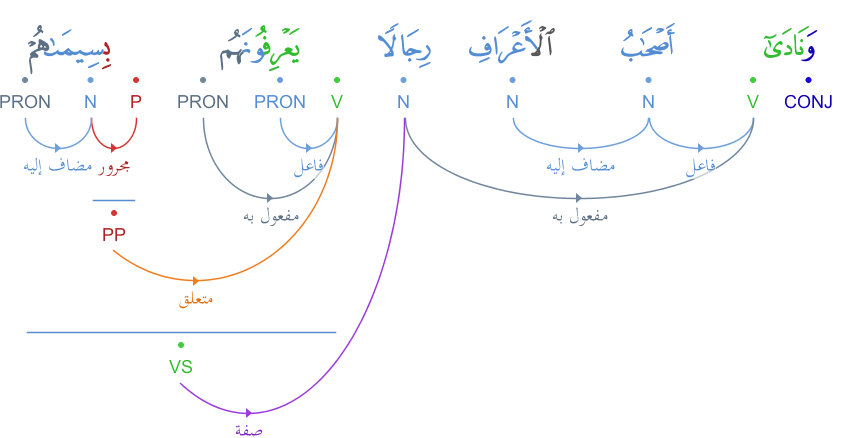 وَنَادَىٰٓ أَصْحَـٰبُ ٱلْأَعْرَافِ رِجَالًا يَعْرِفُونَهُم بِسِيمَىٰهُمْ
CONJ V N N N V PRON PRON P N PRON
فاعل مضاف إليه فاعل مجرور مضاف إليه
مفعول به مفعول به
PP
متعلق
VS
صفة